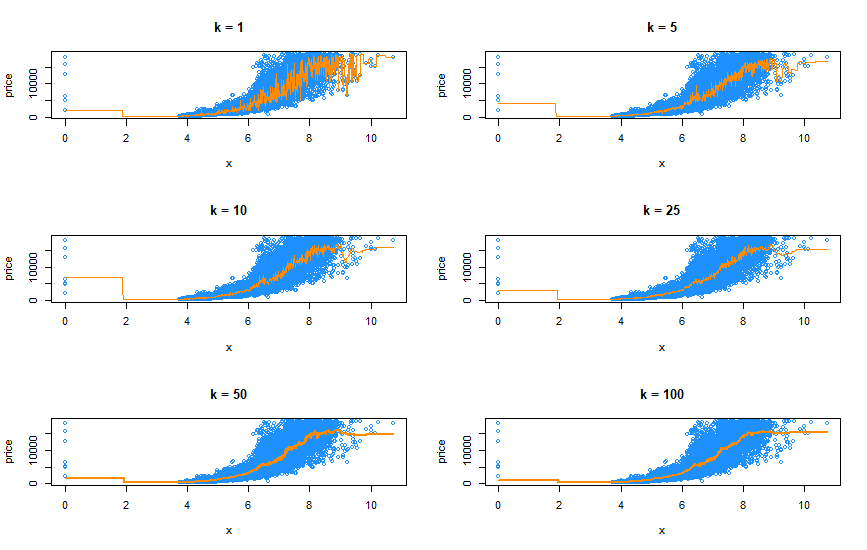 k = 1
price
0
10000
0 2 4 6 8 10
x
k = 5
price
0
10000
0 2 4 6 8 10
x
k = 10
price
0
10000
0 2 4 6 8 10
x
k = 25
price
0
10000
0 2 4 6 8 10
x
k = 50
price
0
10000
0 2 4 6 8 10
x
k = 100
price
0
10000
0 2 4 6 8 10
x